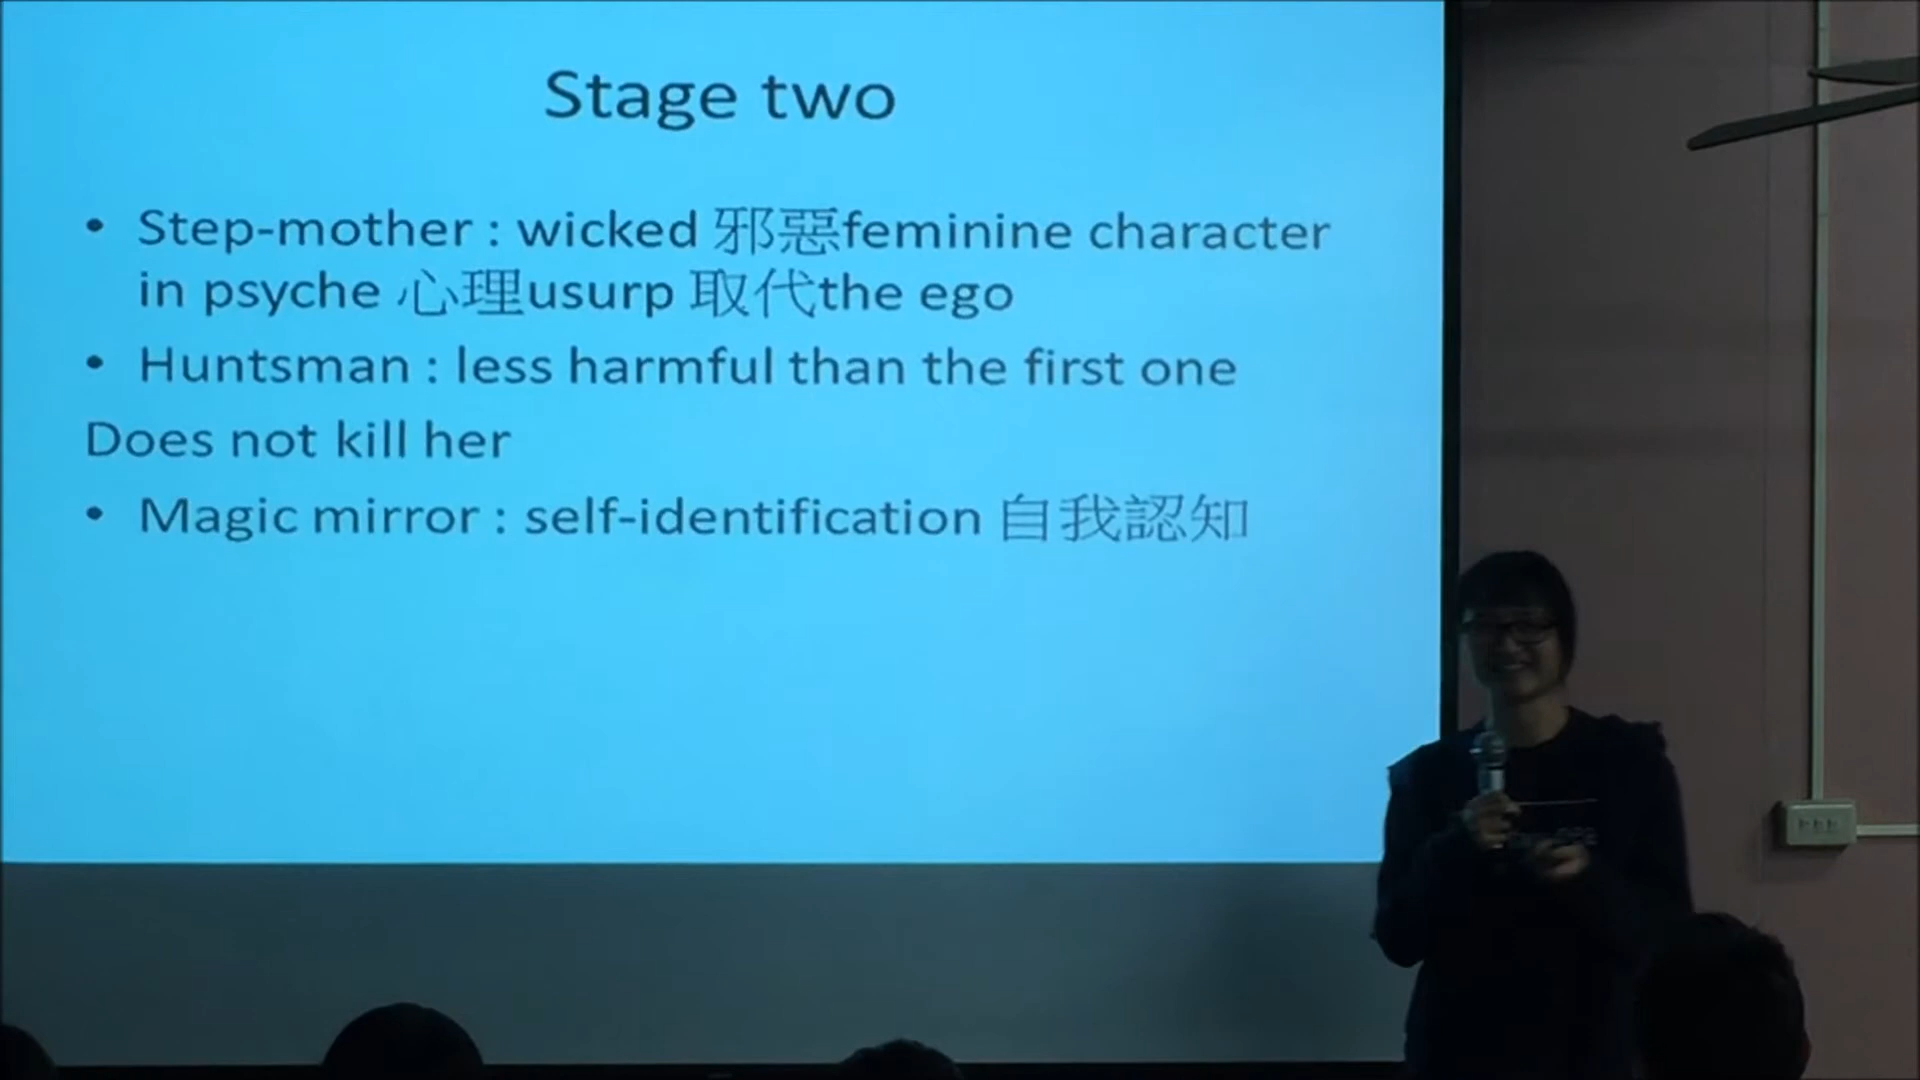 Stage two
• Step-mother : wicked 邪惡feminine character
in psyche 心理usurp 取代the ego
• Huntsman : less harmful than the first one
Does not kill her
• Magic mirror : self-identification 自我認知